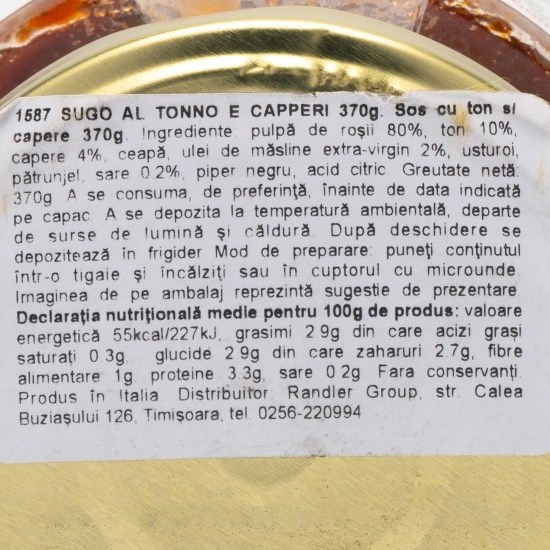 1587 SUGO AL TONNO E CAPPERI 370g. Sos cu ton si
capere 370g. Ingrediente: pulpă de roșii 80%, ton 10%,
capere 4%, ceapă, ulei de măsline extra-virgin 2%, usturoi,
pătrunjel, sare 0.2%, piper negru, acid citric. Greutate netă:
370g. A se consuma, de preferință, înainte de data indicată
pe capac. A se depozita la temperatura ambientală, departe
de surse de lumină și căldură. După deschidere se
depozitează în frigider. Mod de preparare: puneți conținutul
într-o tigaie și încălziți sau în cuptorul cu microunde.
Imaginea de pe ambalaj reprezintă sugestie de prezentare.
Declarația nutrițională medie pentru 100g de produs: valoare
energetică 55kcal/227kJ, grasimi 2.9g din care acizi grași
saturați 0.3g, glucide 2.9g din care zaharuri 2.7g, fibre
alimentare 1g, proteine 3.3g, sare 0.2g. Fara conservanți.
Produs în Italia. Distribuitor: Randler Group, str. Calea
Buziașului 126, Timișoara, tel. 0256-220994